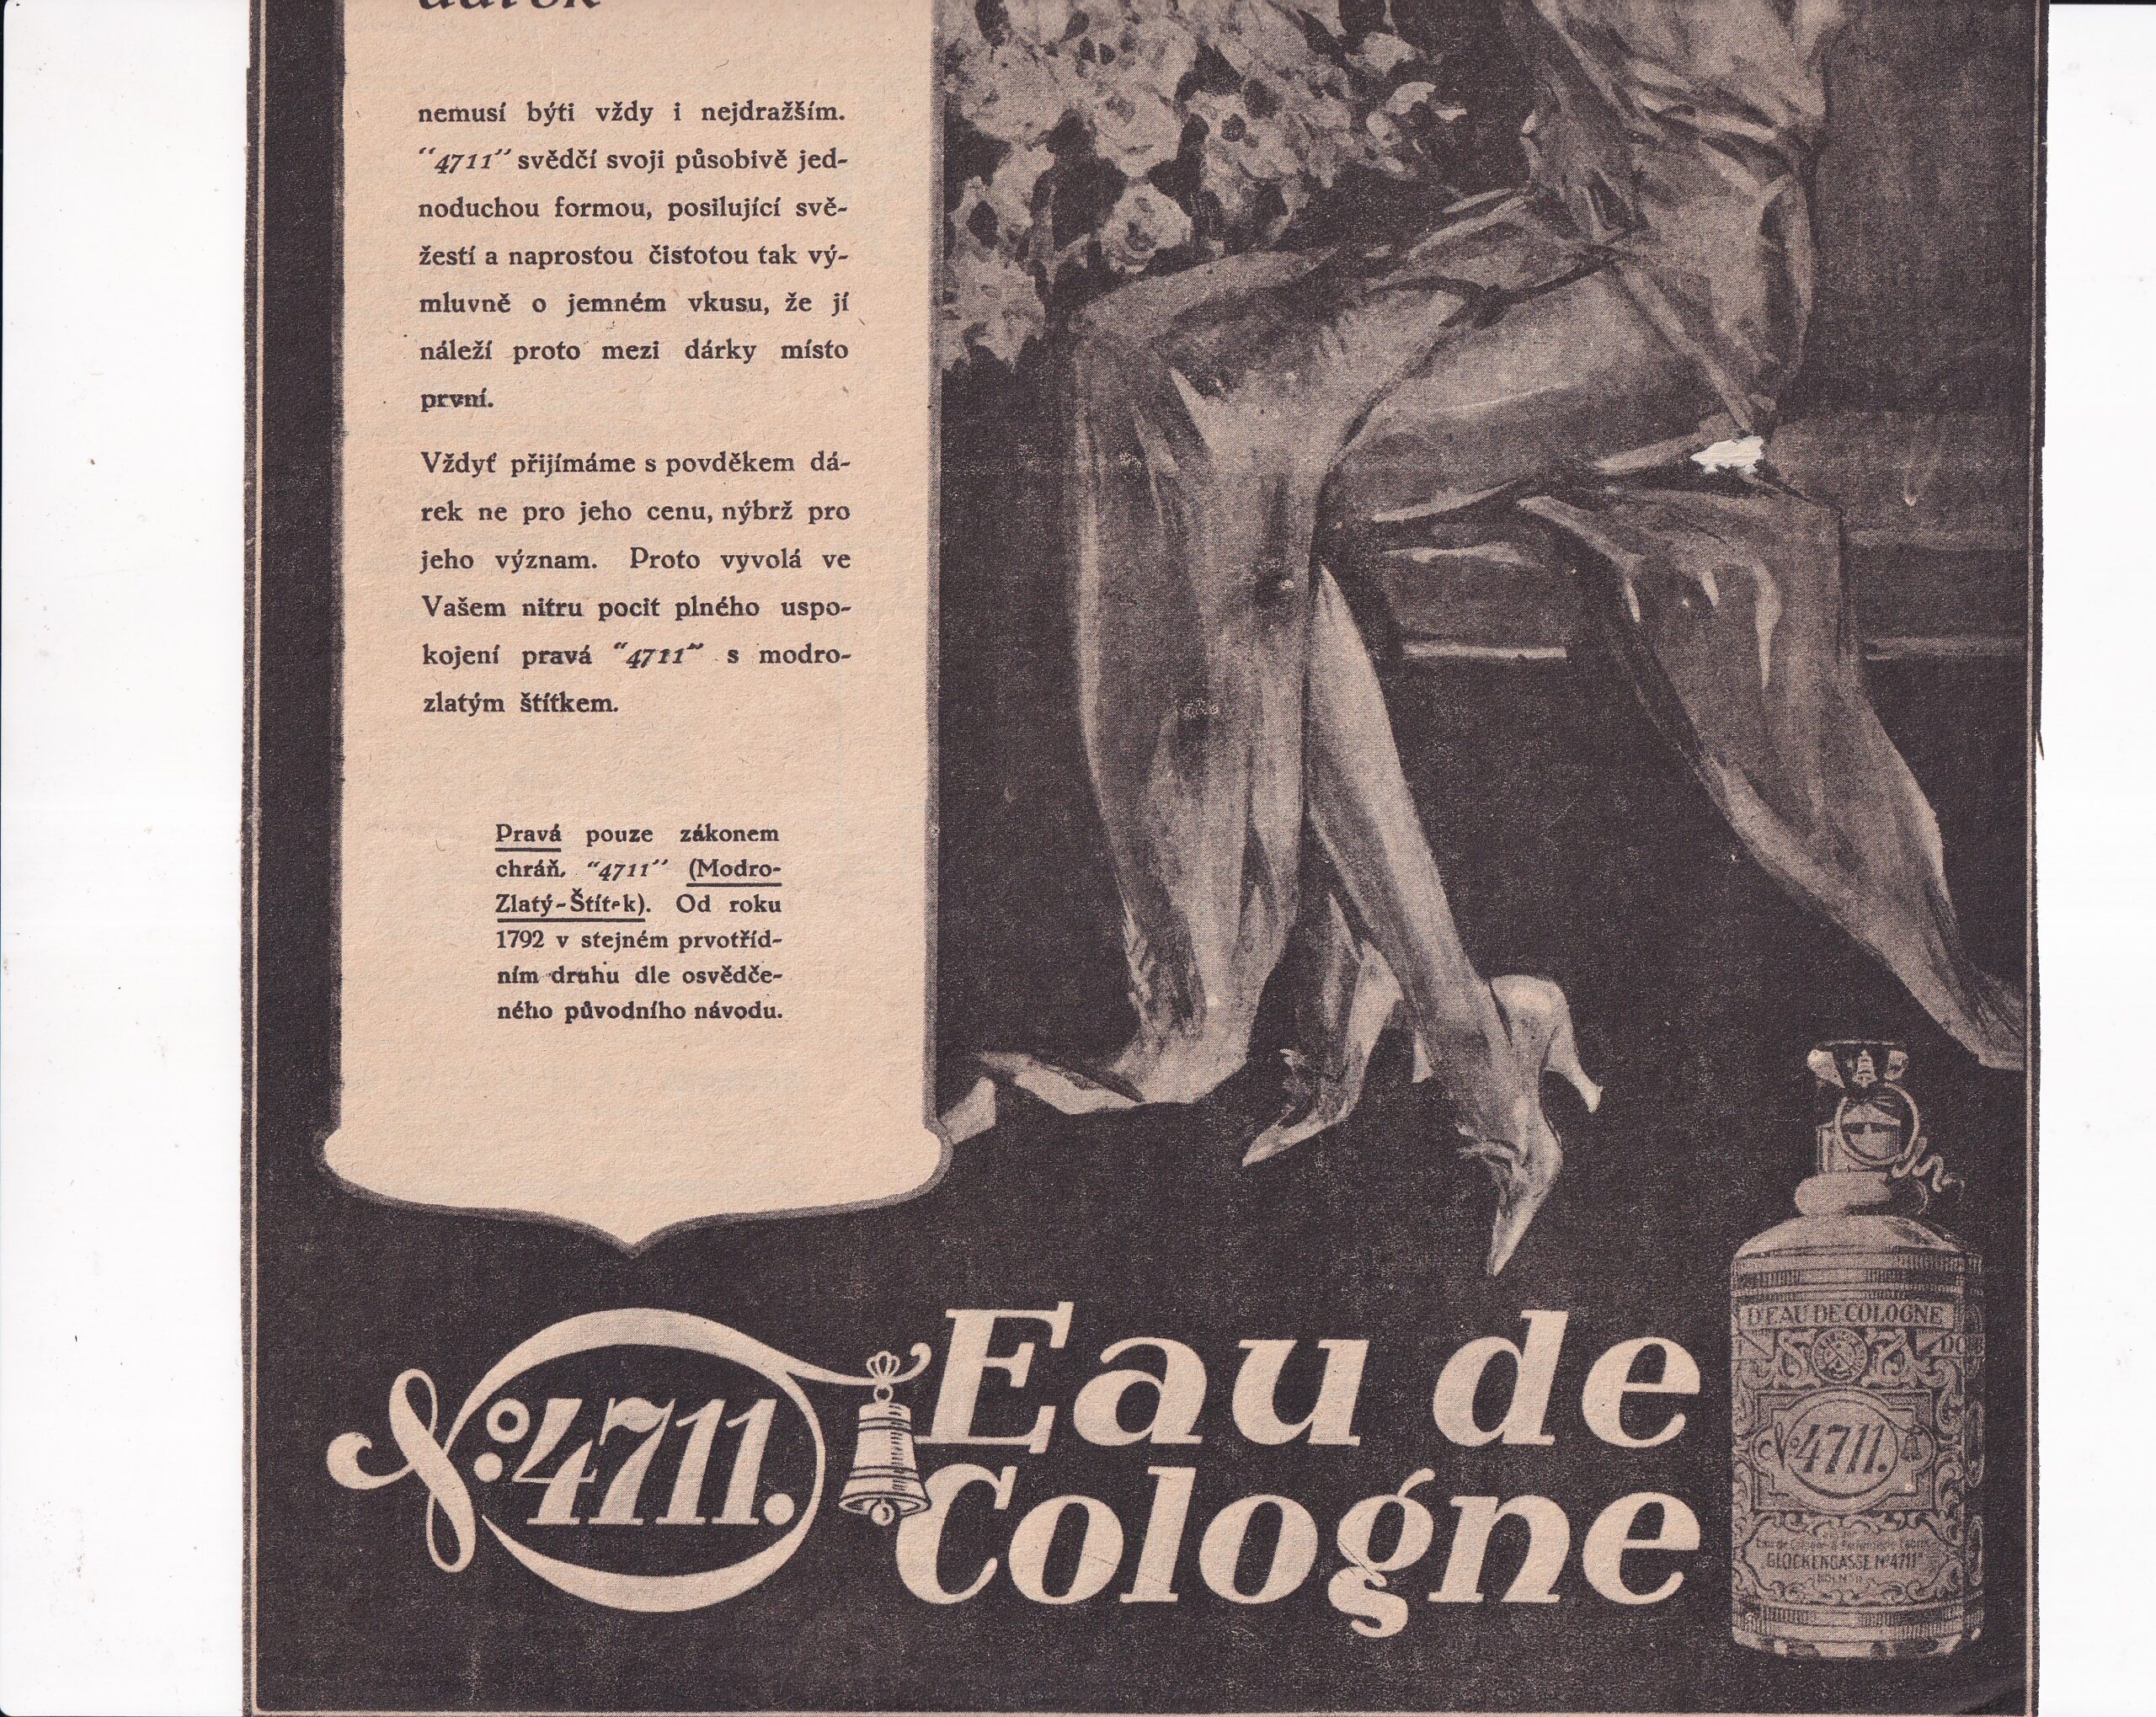 nemusí býti vždy i nejdražším.
“4711” svědčí svoji působivě jed-
noduchou formou, posilující svě-
žestí a naprostou čistotou tak vý-
mluvně o jemném vkusu, že jí
náleží proto mezi dárky místo
první.
Vždyť přijímáme s povděkem dá-
rek ne pro jeho cenu, nýbrž pro
jeho význam. Proto vyvolá ve
Vašem nitru pocit plného uspo-
kojení pravá “4711” s modro-
zlatým štítkem.
Pravá pouze zákonem
chráň. “4711” (Modro-
Zlatý-Štítek). Od roku
1792 v stejném prvotříd-
ním druhu dle osvědče-
ného původního návodu.
No: 4711.
Eau de
Cologne
D'EAU DE COLOGNE
No: 4711.
GLOCKENGASSE No 4711